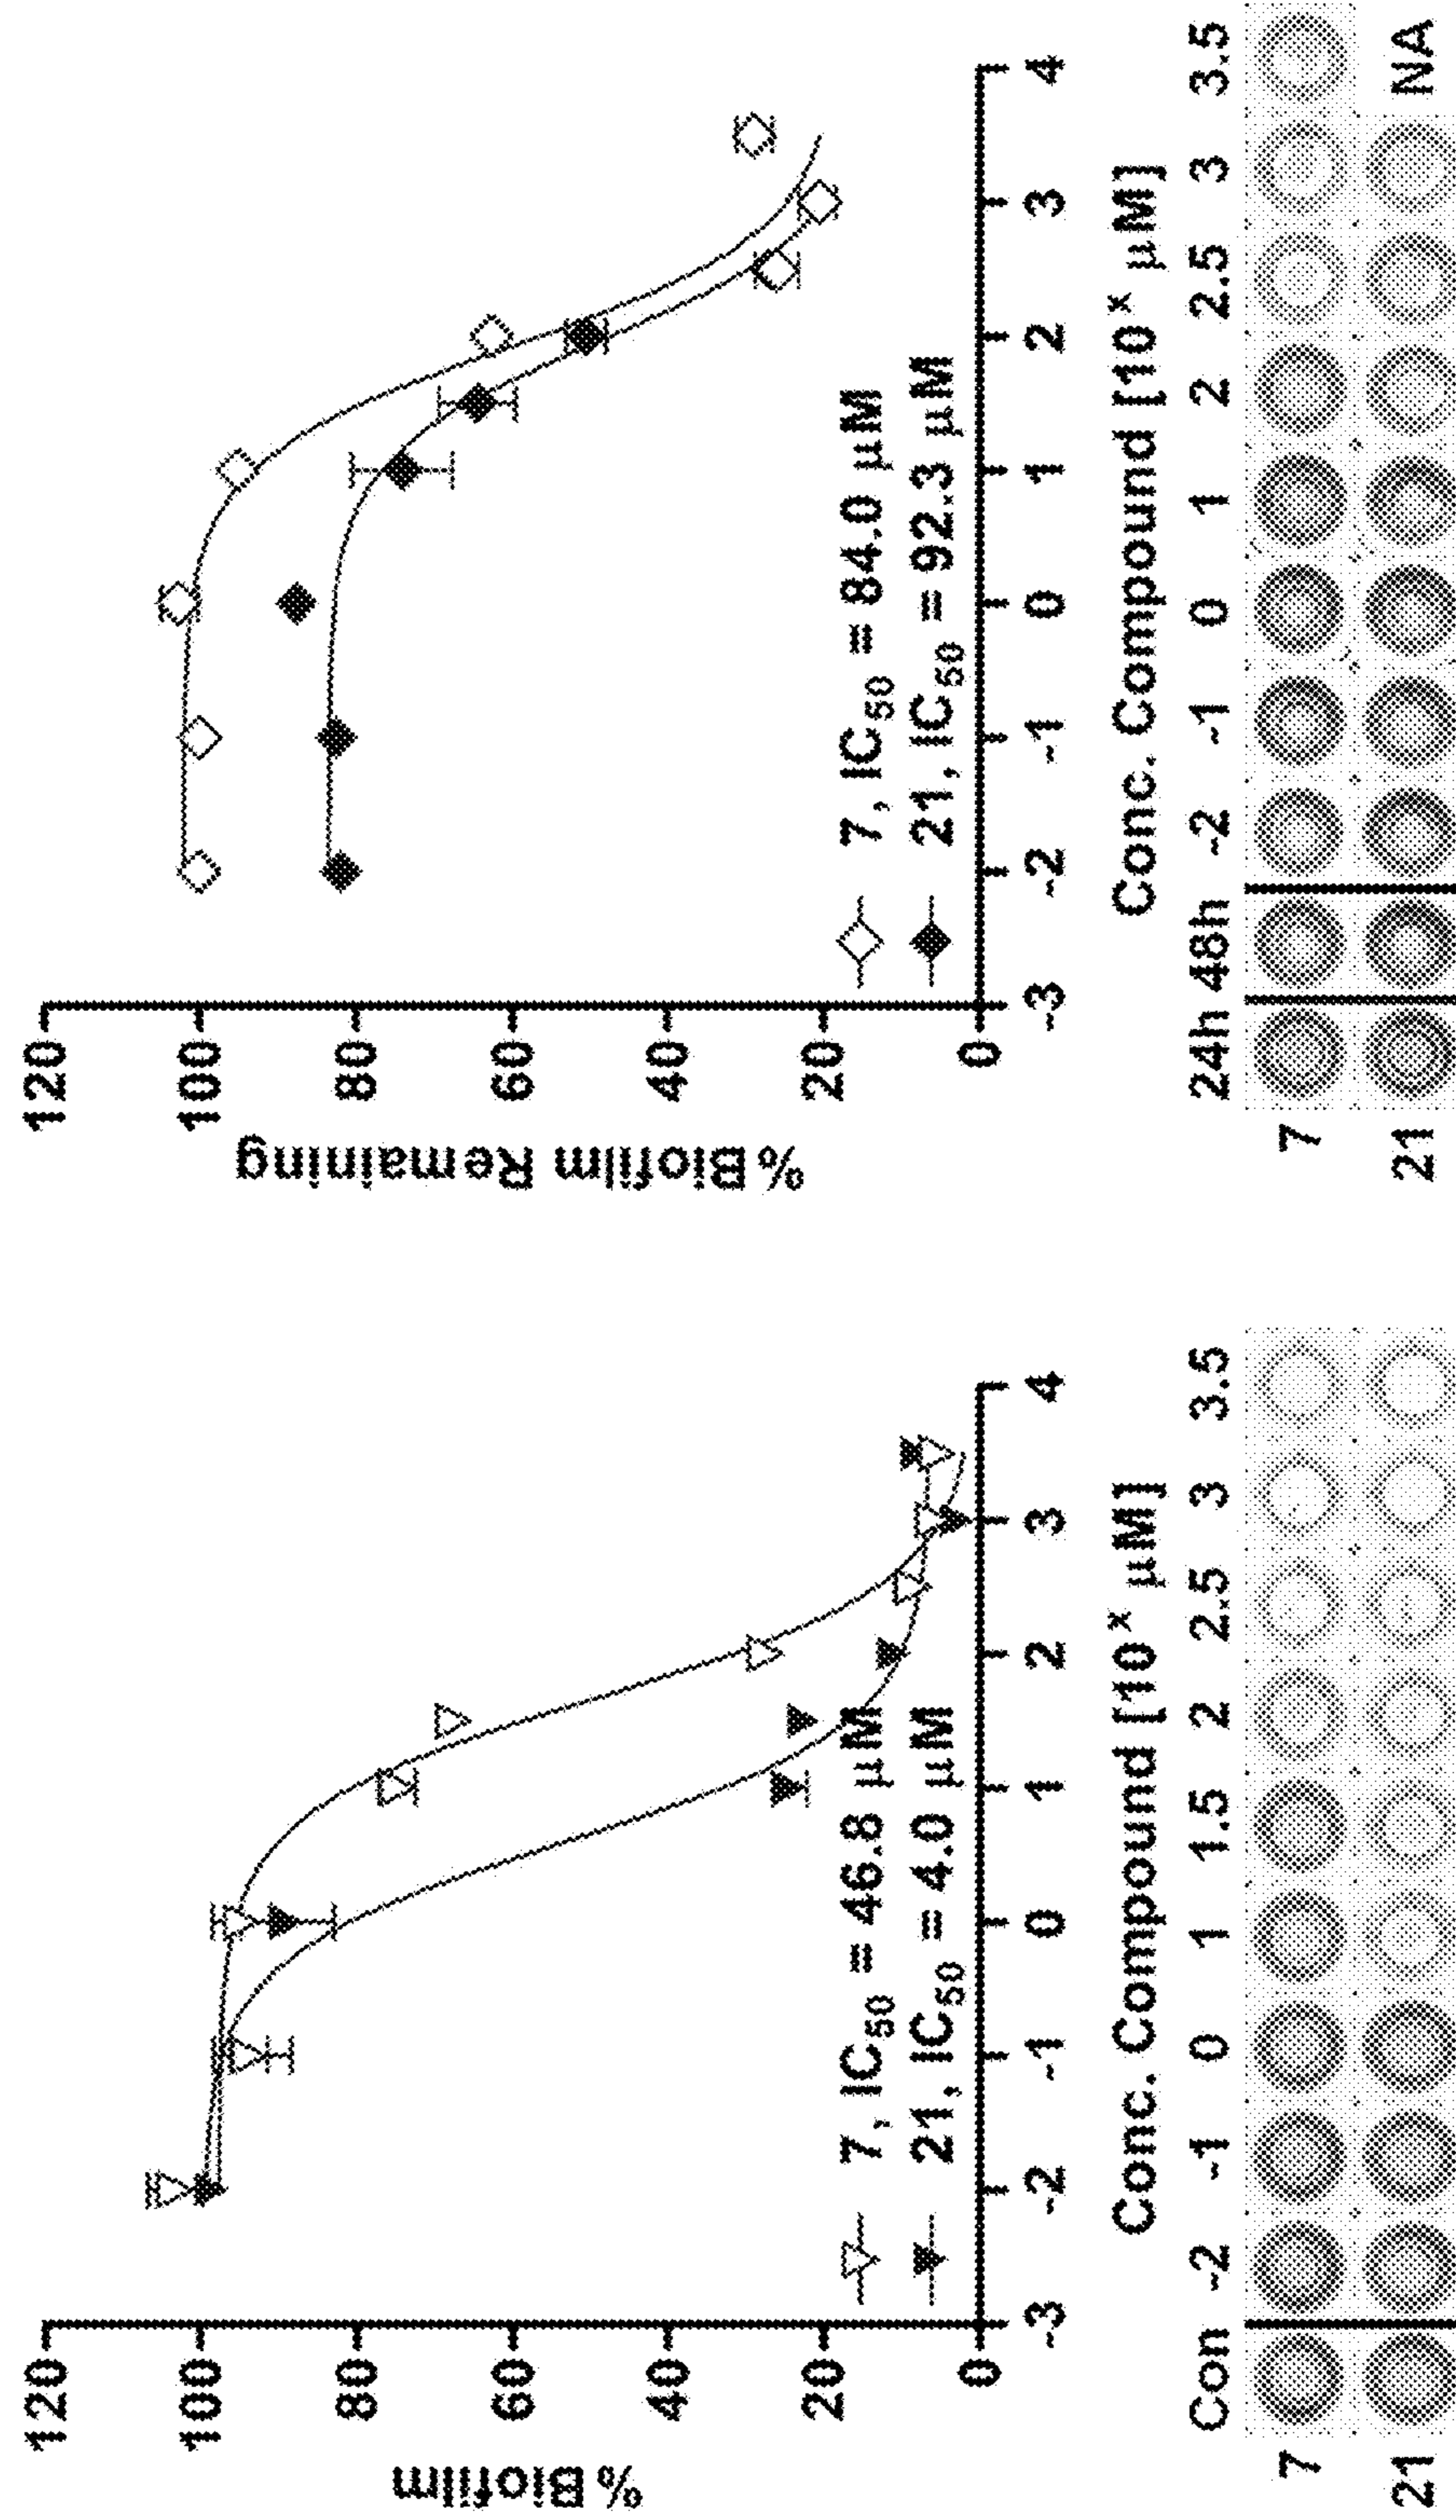 120
100
80
60
40
20
0
% Biofilm
-3 -2 -1 0 1 2 3 4
7, IC50 = 46.8 μM
21, IC50 = 4.0 μM
Conc. Compound [10^x μM]
Con -2 -1 0 1 1.5 2 2.5 3 3.5
7
21
120
100
80
60
40
20
0
% Biofilm Remaining
-3 -2 -1 0 1 2 3 4
7, IC50 = 84.0 μM
21, IC50 = 92.3 μM
Conc. Compound [10^x μM]
24h 48h -2 -1 0 1 2 2.5 3 3.5
7
21 NA